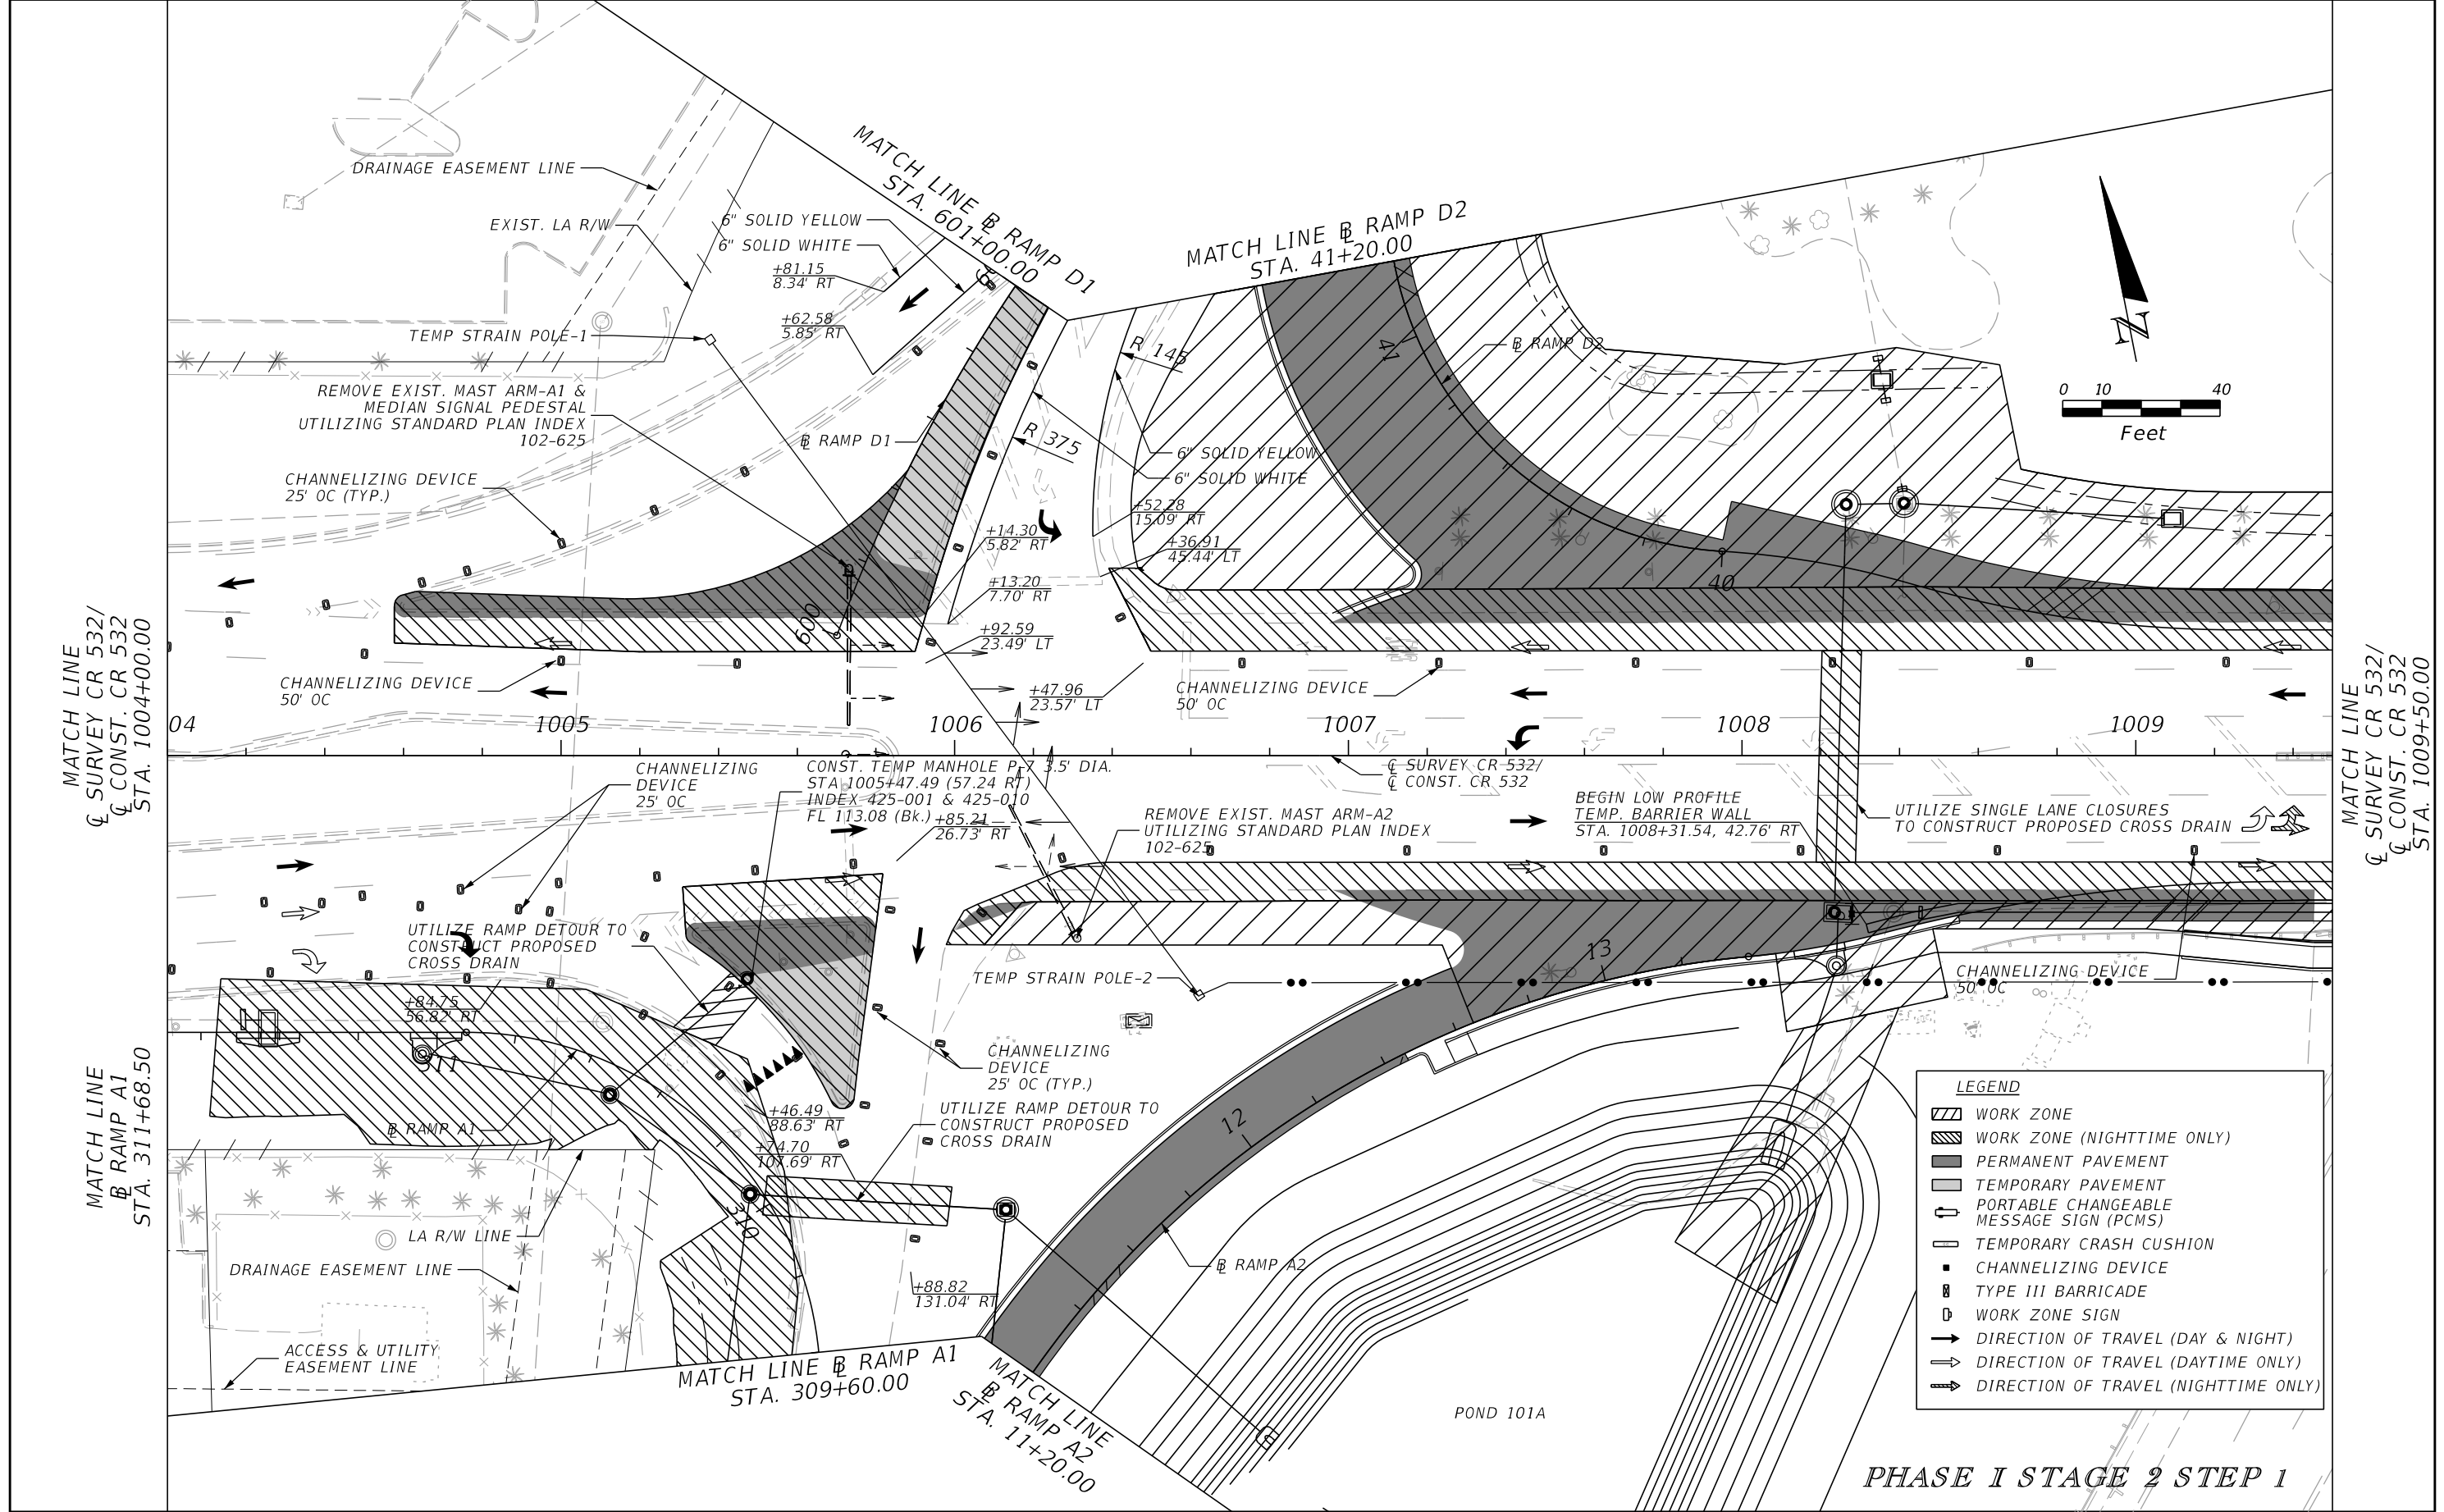 MATCH LINE
℄ SURVEY CR 532/
℄ CONST. CR 532
STA. 1004+00.00
MATCH LINE
B RAMP A1
STA. 311+68.50
MATCH LINE B RAMP D1
STA. 601+00.00
MATCH LINE B RAMP D2
STA. 41+20.00
DRAINAGE EASEMENT LINE
EXIST. LA R/W
6" SOLID YELLOW
6" SOLID WHITE
+81.15
8.34' RT
+62.58
5.85' RT
TEMP STRAIN POLE-1
REMOVE EXIST. MAST ARM-A1 &
MEDIAN SIGNAL PEDESTAL
UTILIZING STANDARD PLAN INDEX
102-625
B RAMP D1
CHANNELIZING DEVICE
25' OC (TYP.)
R 145
R 375
6" SOLID YELLOW
6" SOLID WHITE
41
B RAMP D2
N
0 10 40
Feet
+52.28
15.09' RT
+14.30
5.82' RT
+36.91
45.44' LT
+13.20
7.70' RT
40
600
+92.59
23.49' LT
CHANNELIZING DEVICE
50' OC
+47.96
23.57' LT
CHANNELIZING DEVICE
50' OC
04
1005
1006
1007
1008
1009
CHANNELIZING
DEVICE
25' OC
CONST. TEMP MANHOLE P-7 3.5' DIA.
STA 1005+47.49 (57.24 RT)
INDEX 425-001 & 425-010
FL 113.08 (Bk.)
+85.21
26.73' RT
℄ SURVEY CR 532/
℄ CONST. CR 532
REMOVE EXIST. MAST ARM-A2
UTILIZING STANDARD PLAN INDEX
102-625
BEGIN LOW PROFILE
TEMP. BARRIER WALL
STA. 1008+31.54, 42.76' RT
UTILIZE SINGLE LANE CLOSURES
TO CONSTRUCT PROPOSED CROSS DRAIN
MATCH LINE
℄ SURVEY CR 532/
℄ CONST. CR 532
STA. 1009+50.00
UTILIZE RAMP DETOUR TO
CONSTRUCT PROPOSED
CROSS DRAIN
+84.75
56.82' RT
311
TEMP STRAIN POLE-2
13
CHANNELIZING DEVICE
50' OC
CHANNELIZING
DEVICE
25' OC (TYP.)
B RAMP A1
+46.49
88.63' RT
+74.70
107.69' RT
UTILIZE RAMP DETOUR TO
CONSTRUCT PROPOSED
CROSS DRAIN
12
310
LA R/W LINE
DRAINAGE EASEMENT LINE
ACCESS & UTILITY
EASEMENT LINE
+88.82
131.04' RT
B RAMP A2
MATCH LINE B RAMP A1
STA. 309+60.00
MATCH LINE
B RAMP A2
STA. 11+20.00
POND 101A
LEGEND
WORK ZONE
WORK ZONE (NIGHTTIME ONLY)
PERMANENT PAVEMENT
TEMPORARY PAVEMENT
PORTABLE CHANGEABLE
MESSAGE SIGN (PCMS)
TEMPORARY CRASH CUSHION
CHANNELIZING DEVICE
TYPE III BARRICADE
WORK ZONE SIGN
DIRECTION OF TRAVEL (DAY & NIGHT)
DIRECTION OF TRAVEL (DAYTIME ONLY)
DIRECTION OF TRAVEL (NIGHTTIME ONLY)
PHASE I STAGE 2 STEP 1